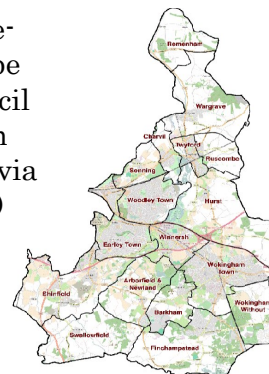 e-
be
cil
n
via
)
Remenham
Wargrave
Charvil
Twyford
Ruscombe
Sonning
Woodley Town
Hurst
Winnersh
Earley Town
Wokingham
Town
Shinfield
Arborfield &
Newland
Barkham
Wokingham
Without
Swallowfield
Finchampstead